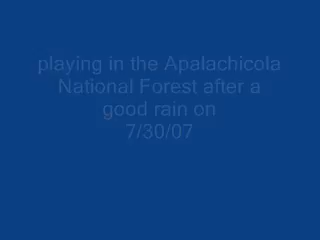 playing in the Apalachicola
National Forest after a
good rain on
7/30/07